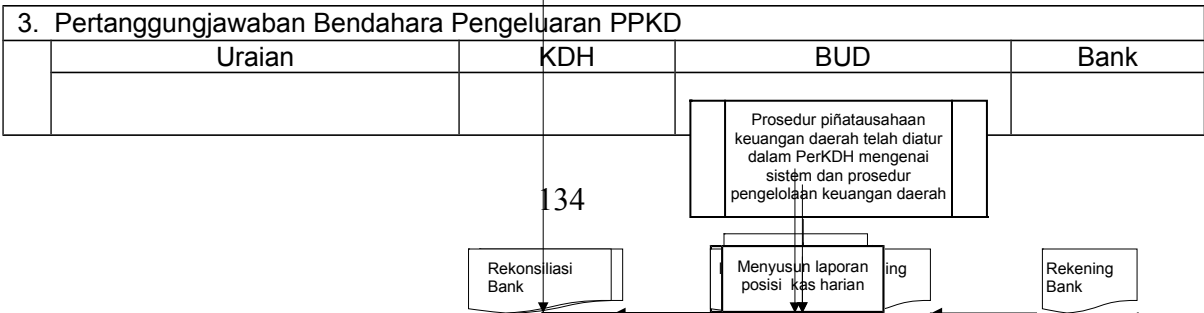 3. Pertanggungjawaban Bendahara Pengeluaran PPKD
Uraian KDH BUD Bank
Prosedur piñatausahaan
keuangan daerah telah diatur
dalam PerKDH mengenai
sistem dan prosedur
pengelolaan keuangan daerah
134
Rekonsiliasi
Bank
Menyusun laporan
posisi kas harian
ing
Rekening
Bank